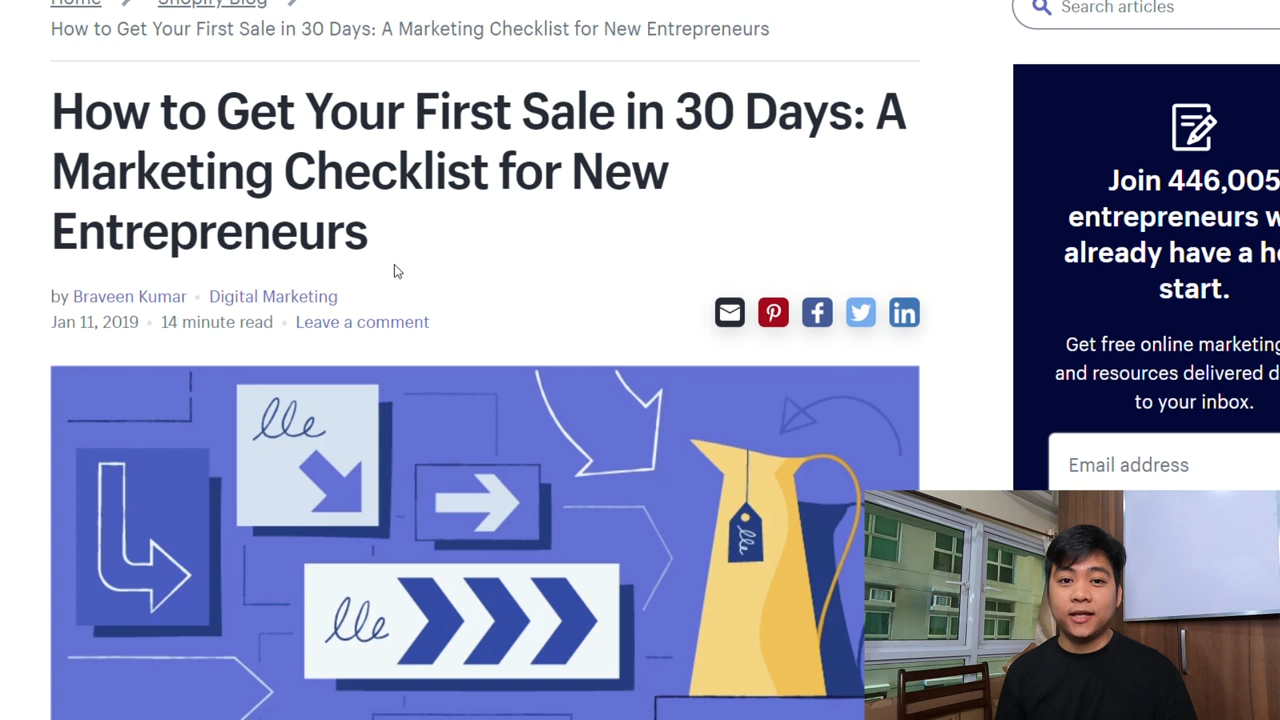 Home Shopify Blog
How to Get Your First Sale in 30 Days: A Marketing Checklist for New Entrepreneurs
How to Get Your First Sale in 30 Days: A
Marketing Checklist for New
Entrepreneurs
by Braveen Kumar • Digital Marketing
Jan 11, 2019 • 14 minute read • Leave a comment
lle
lle
lle
Search articles
Join 446,005
entrepreneurs
already have a
start.
Get free online marketing
and resources delivered
to your inbox.
Email address